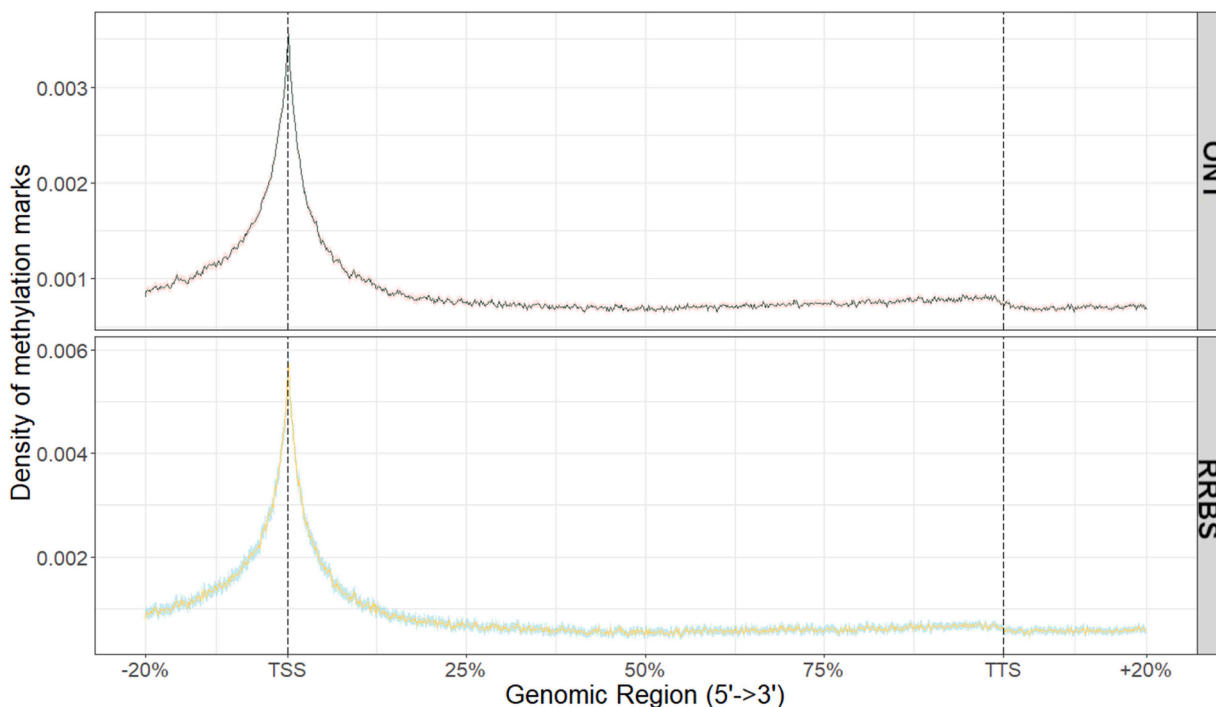 Density of methylation marks
0.003
0.002
0.001
ONT
0.006
0.004
0.002
RRBS
-20%
TSS
25%
50%
75%
TTS
+20%
Genomic Region (5'->3')